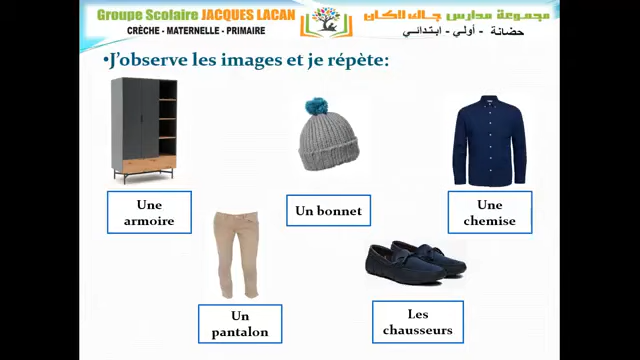 Groupe Scolaire JACQUES LACAN
CRÈCHE - MATERNELLE - PRIMAIRE
مجموعة مدارس جاك لاكان
حضانة - أولي - ابتدائي
•J'observe les images et je répète:
Une
armoire
Un bonnet
Une
chemise
Un
pantalon
Les
chausseurs